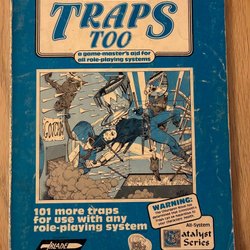 TRAPS
TOO
a game-master's aid for
all role-playing systems
GOTCHA
101 more traps
for use with any
role-playing system
WARNING:
All-System
Catalyst
Series
BLADE